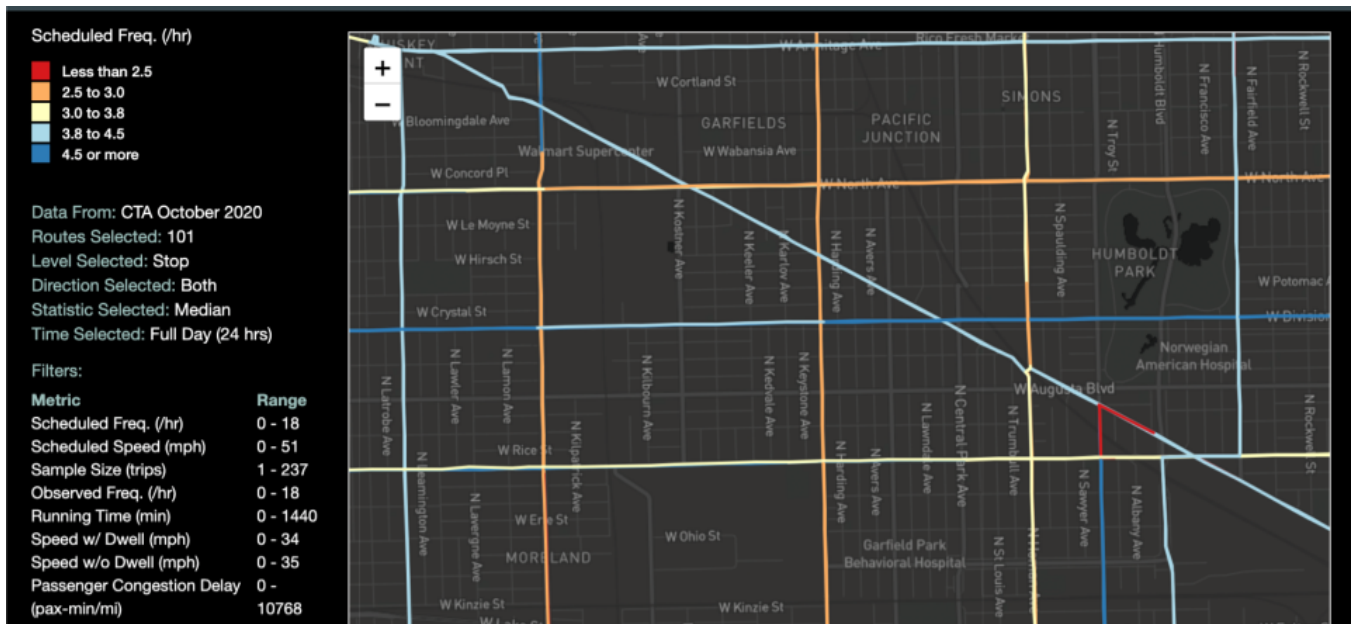 Scheduled Freq. (/hr)
Less than 2.5
2.5 to 3.0
3.0 to 3.8
3.8 to 4.5
4.5 or more
Data From: CTA October 2020
Routes Selected: 101
Level Selected: Stop
Direction Selected: Both
Statistic Selected: Median
Time Selected: Full Day (24 hrs)
Filters:
Metric Range
Scheduled Freq. (/hr) 0 - 18
Scheduled Speed (mph) 0 - 51
Sample Size (trips) 1 - 237
Observed Freq. (/hr) 0 - 18
Running Time (min) 0 - 1440
Speed w/ Dwell (mph) 0 - 34
Speed w/o Dwell (mph) 0 - 35
Passenger Congestion Delay 0 -
(pax-min/mi) 10768
+
−
Ave
Ave
W Armitage Ave
Rico Fresh Marke
N Humboldt Blvd
N Francisco Ave
N Fairfield Ave
N Rockwell St
W Cortland St
SIMONS
W Bloomingdale Ave
GARFIELDS
PACIFIC
JUNCTION
N Troy St
Walmart Supercenter
W Wabansia Ave
W Concord Pl
W North Ave
W North Ave
W Le Moyne St
N Kostner Ave
N Keeler Ave
N Karlov Ave
N Harding Ave
N Avers Ave
N Spaulding Ave
W Hirsch St
HUMBOLDT
PARK
W Potomac A
W Crystal St
W Division
N Latrobe Ave
N Lawler Ave
N Lamon Ave
N Kilbourn Ave
N Kedvale Ave
N Keystone Ave
Norwegian
American Hospital
W Augusta Blvd
N Lawndale Ave
N Central Park Ave
N Trumbull Ave
N Rockwell St
W Rice St
N Leamington Ave
N Kilpatrick Ave
N Harding Ave
N Avers Ave
N Sawyer Ave
N Albany Ave
N Lavergne Ave
W Erie St
W Ohio St
MORELAND
Garfield Park
Behavioral Hospital
N St Louis Ave
W Kinzie St
W Kinzie St
W Kinzie St